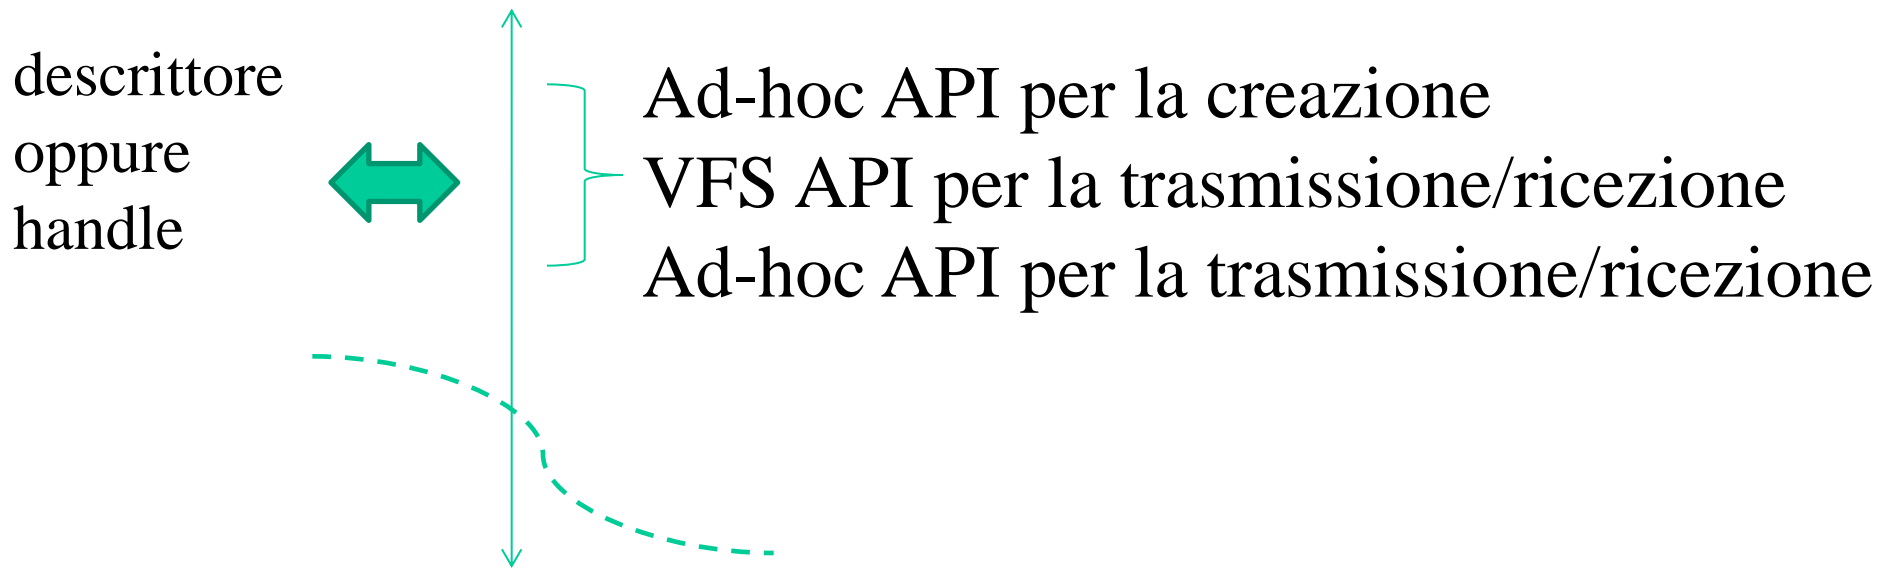 descrittore
oppure
handle
Ad-hoc API per la creazione
VFS API per la trasmissione/ricezione
Ad-hoc API per la trasmissione/ricezione